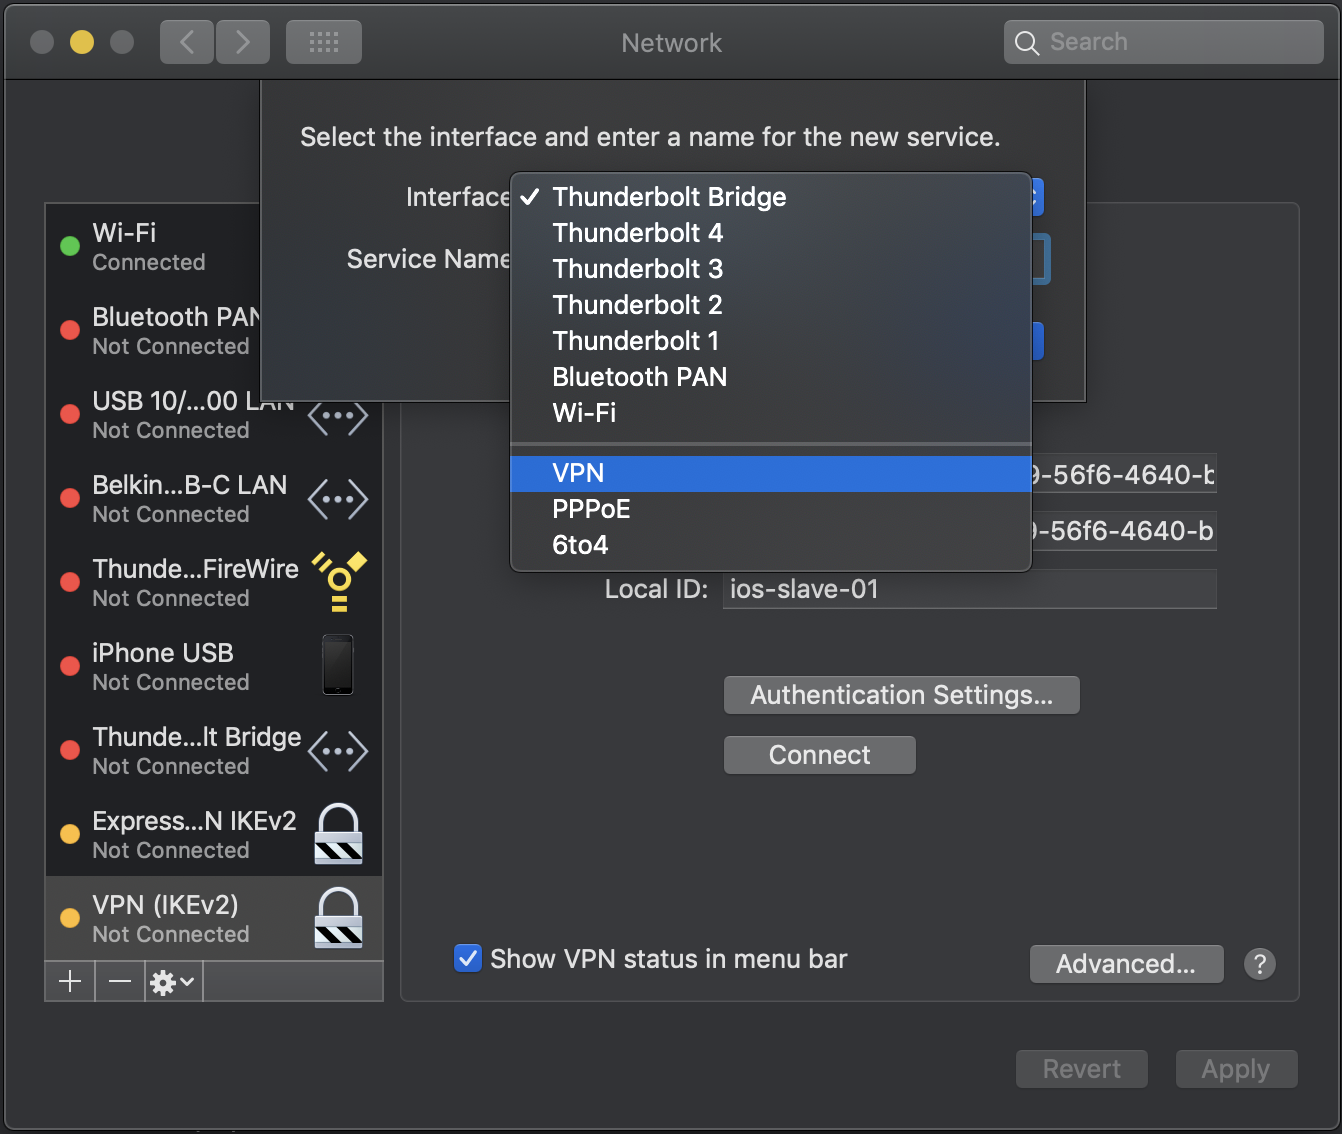 Network
Search
Select the interface and enter a name for the new service.
Interface
Thunderbolt Bridge
Thunderbolt 4
Service Name
Thunderbolt 3
Thunderbolt 2
Thunderbolt 1
Bluetooth PAN
Wi-Fi
VPN
PPPoE
6to4
Wi-Fi
Connected
Bluetooth PAN
Not Connected
USB 10/...00 LAN
Not Connected
Belkin...B-C LAN
Not Connected
Thunde...FireWire
Not Connected
iPhone USB
Not Connected
Thunde...lt Bridge
Not Connected
Express...N IKEv2
Not Connected
VPN (IKEv2)
Not Connected
9-56f6-4640-b
9-56f6-4640-b
Local ID: ios-slave-01
Authentication Settings...
Connect
Show VPN status in menu bar
Advanced...
?
Revert
Apply